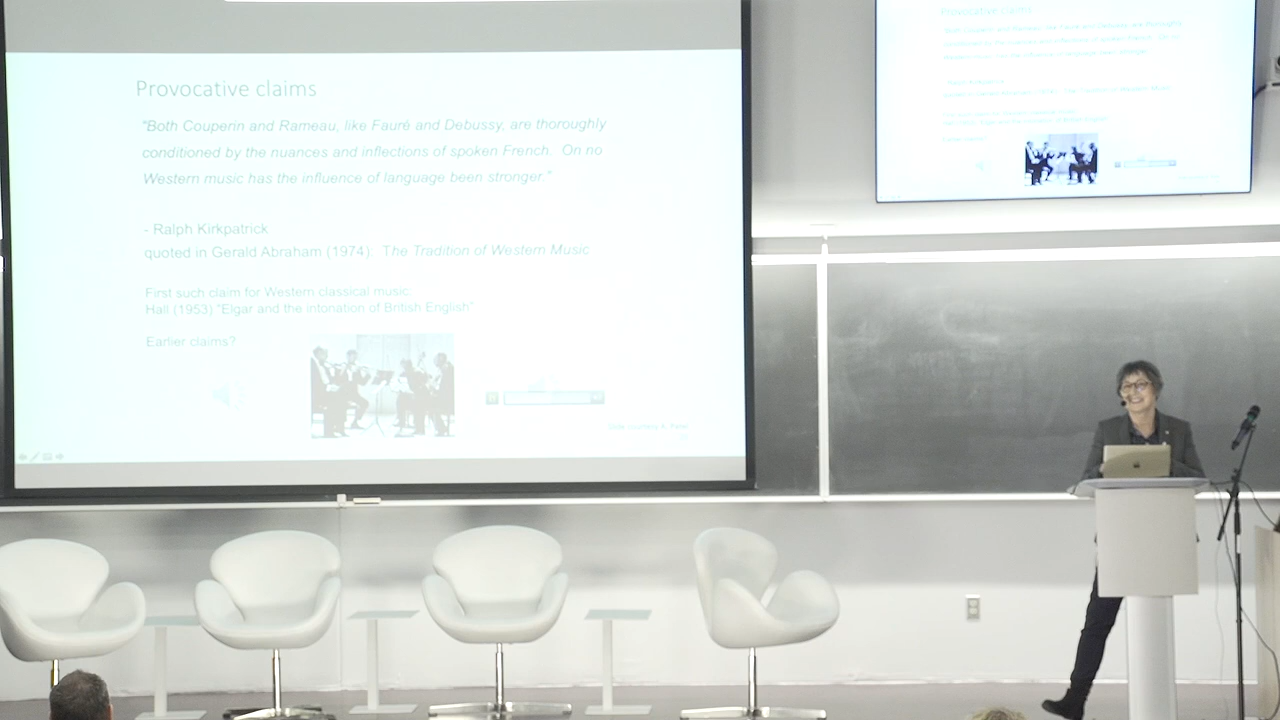 Provocative claims
"Both Couperin and Rameau, like Fauré and Debussy, are thoroughly
conditioned by the nuances and inflections of spoken French. On no
Western music has the influence of language been stronger."
- Ralph Kirkpatrick
quoted in Gerald Abraham (1974): The Tradition of Western Music
First such claim for Western classical music:
Hall (1953) "Elgar and the intonation of British English"
Earlier claims?
Provocative claims